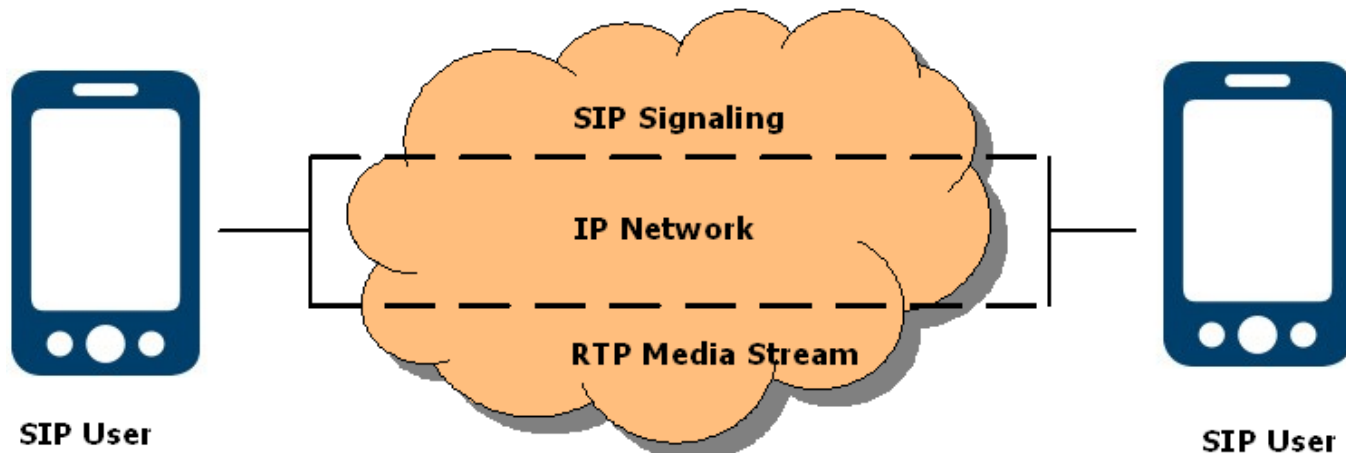 SIP Signaling
IP Network
RTP Media Stream
SIP User
SIP User